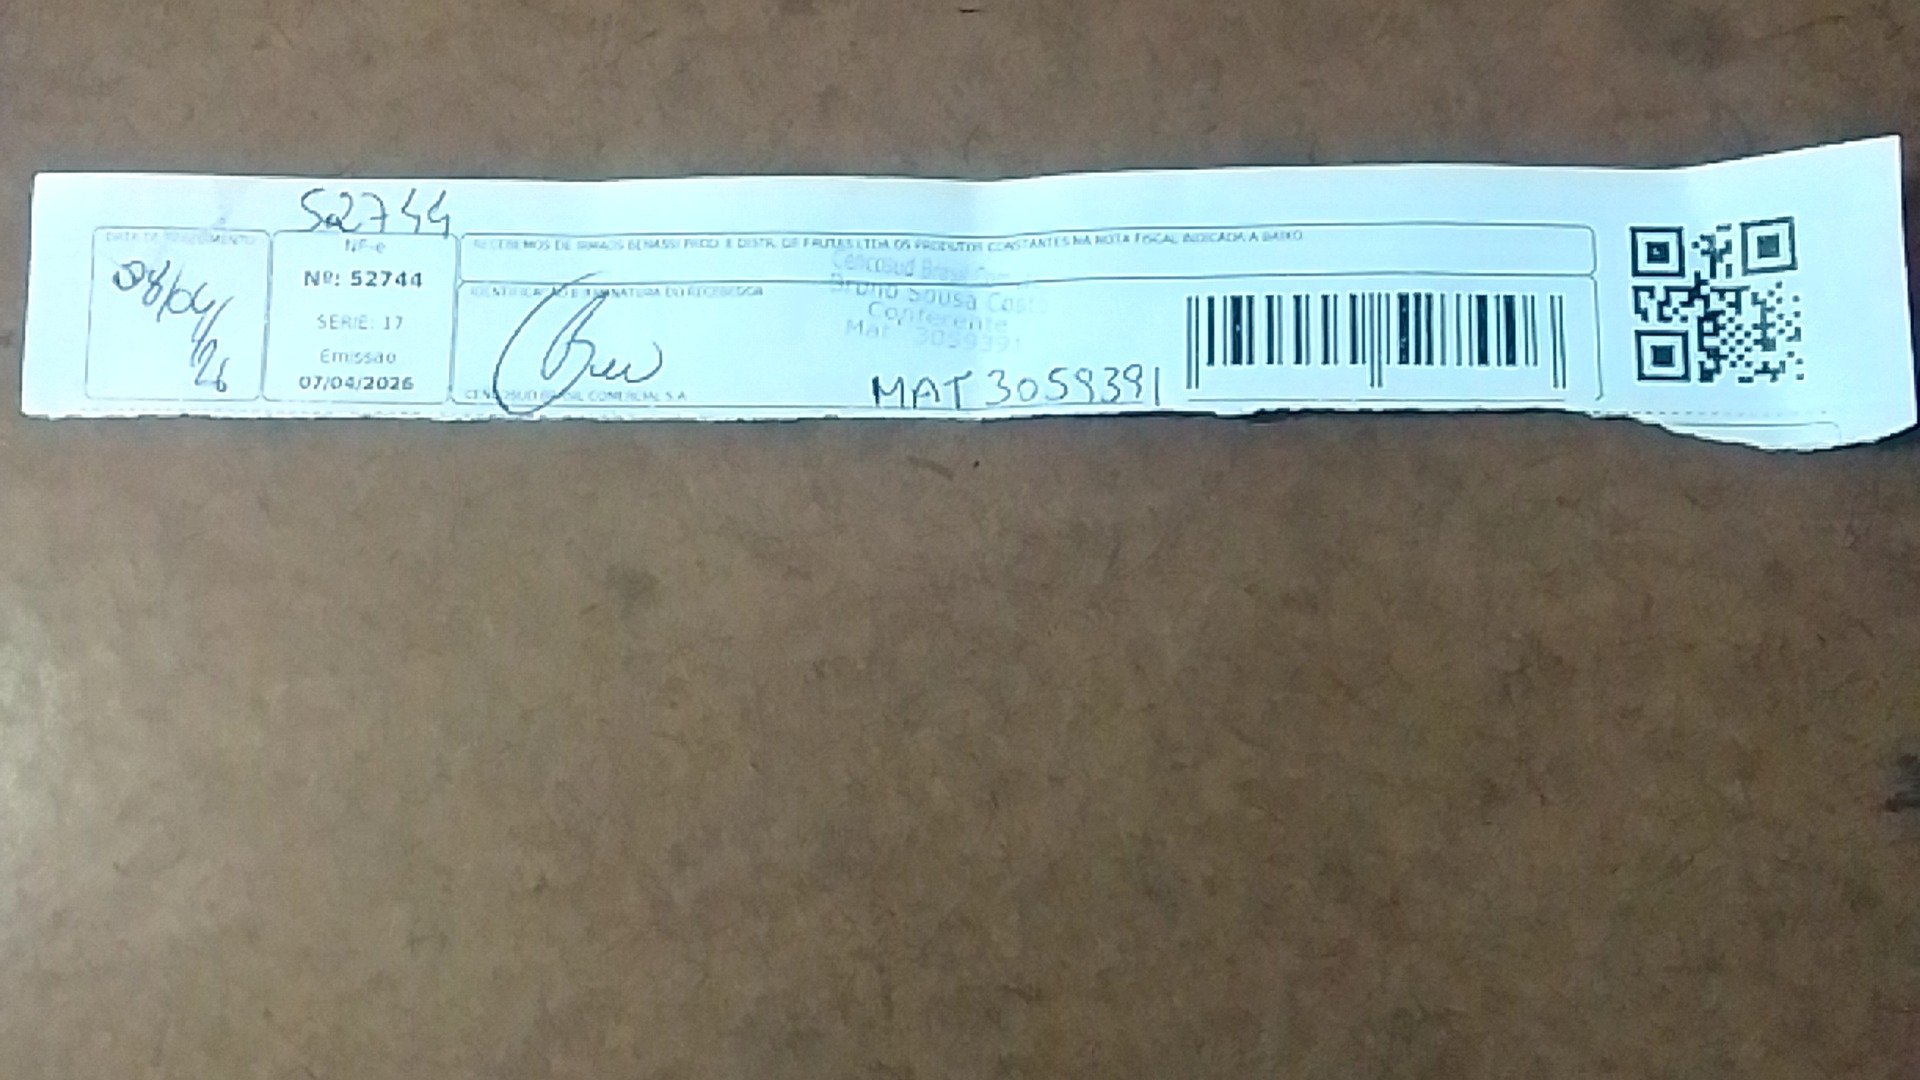 52744
DATA DE RECEBIMENTO
08/04/26
NF-e
Nº: 52744
SERIE: 17
Emissão
07/04/2026
RECEBEMOS DE IRMAOS BENASSI PROD. E DISTR. DE FRUTAS LTDA OS PRODUTOS CONSTANTES NA NOTA FISCAL INDICADA A BAIXO
IDENTIFICAÇÃO E ASSINATURA DO RECEBEDOR
Cencosud Brasil Com
Bruno Sousa Costa
Conferente
Mat 3059391
CENCOSUD BRASIL COMERCIAL S.A
MAT 3059391